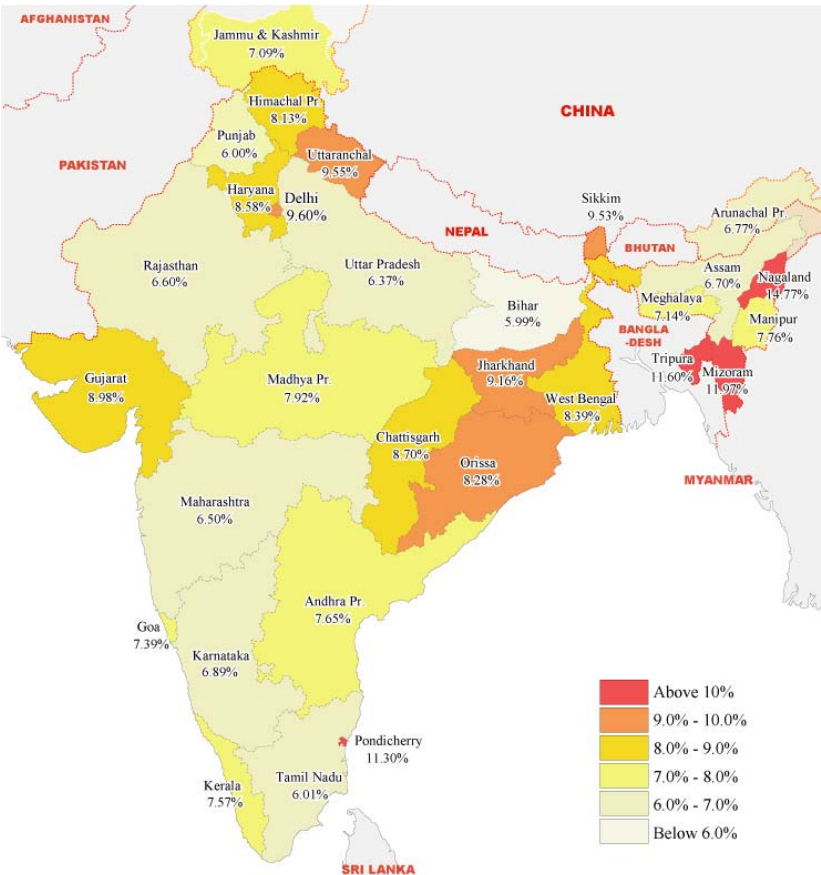 AFGHANISTAN
Jammu & Kashmir
7.09%
Himachal Pr.
8.13%
CHINA
Punjab
6.00%
Uttaranchal
9.55%
PAKISTAN
Haryana
8.58%
Delhi
9.60%
Sikkim
9.53%
Arunachal Pr.
6.77%
NEPAL
BHUTAN
Rajasthan
6.60%
Uttar Pradesh
6.37%
Assam
6.70%
Nagaland
14.77%
Meghalaya
7.14%
Bihar
5.99%
Manipur
7.76%
BANGLA
-DESH
Gujarat
8.98%
Madhya Pr.
7.92%
Jharkhand
9.16%
Tripura
11.60%
Mizoram
11.97%
West Bengal
8.39%
Chattisgarh
8.70%
Orissa
8.28%
MYANMAR
Maharashtra
6.50%
Andhra Pr.
7.65%
Goa
7.39%
Karnataka
6.89%
Pondicherry
11.30%
Kerala
7.57%
Tamil Nadu
6.01%
SRI LANKA
Above 10%
9.0% - 10.0%
8.0% - 9.0%
7.0% - 8.0%
6.0% - 7.0%
Below 6.0%